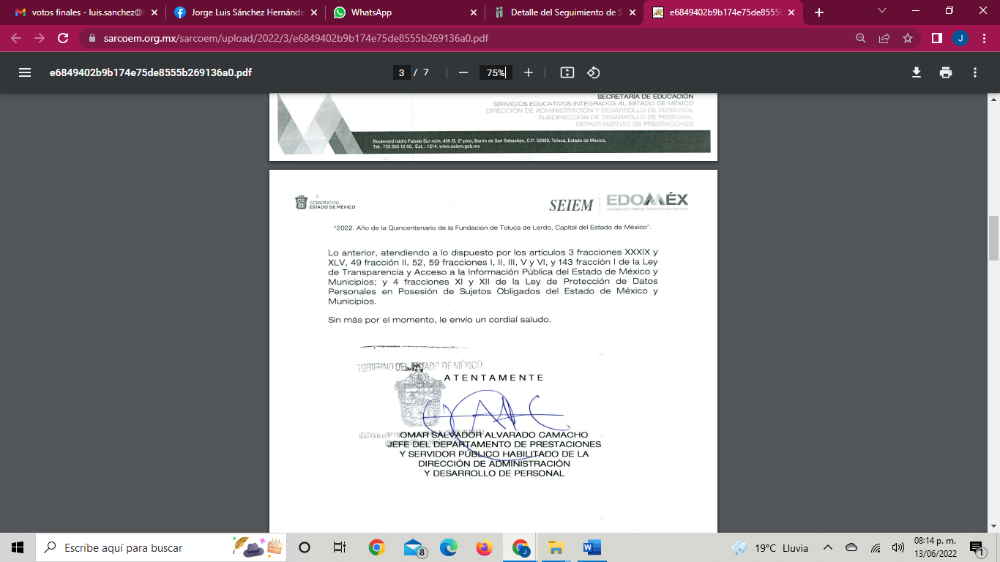 votos finales - luis.sanchez@
Jorge Luis Sánchez Hernánde
WhatsApp
Detalle del Seguimiento de S
e6849402b9b174e75de8555
sarcoem.org.mx/sarcoem/upload/2022/3/e6849402b9b174e75de8555b269136a0.pdf
J
e6849402b9b174e75de8555b269136a0.pdf
3 / 7
75%
SECRETARÍA DE EDUCACIÓN
SERVICIOS EDUCATIVOS INTEGRADOS AL ESTADO DE MÉXICO
DIRECCIÓN DE ADMINISTRACIÓN Y DESARROLLO DE PERSONAL
SUBDIRECCIÓN DE DESARROLLO DE PERSONAL
DEPARTAMENTO DE PRESTACIONES
Boulevard Isidro Fabela Sur núm. 400-B, 2º piso, Barrio de San Sebastián, C.P. 50090, Toluca, Estado de México,
Tel.: 722 265 12 00, Ext. : 1214. www.seiem.gob.mx
GOBIERNO DEL
ESTADO DE MÉXICO
SEIEM
EDOMÉX
DECISIONES FIRMES, RESULTADOS FUERTES.
“2022. Año de la Quincentenario de la Fundación de Toluca de Lerdo, Capital del Estado de México”.
Lo anterior, atendiendo a lo dispuesto por los artículos 3 fracciones XXXIX y
XLV, 49 fracción II, 52, 59 fracciones I, II, III, V y VI, y 143 fracción I de la Ley
de Transparencia y Acceso a la Información Pública del Estado de México y
Municipios; y 4 fracciones XI y XII de la Ley de Protección de Datos
Personales en Posesión de Sujetos Obligados del Estado de México y
Municipios.
Sin más por el momento, le envío un cordial saludo.
GOBIERNO DEL ESTADO DE MÉXICO
ATENTAMENTE
OMAR SALVADOR ALVARADO CAMACHO
JEFE DEL DEPARTAMENTO DE PRESTACIONES
Y SERVIDOR PÚBLICO HABILITADO DE LA
DIRECCIÓN DE ADMINISTRACIÓN
Y DESARROLLO DE PERSONAL
Escribe aquí para buscar
8
J
19°C Lluvia
08:14 p. m.
13/06/2022
1